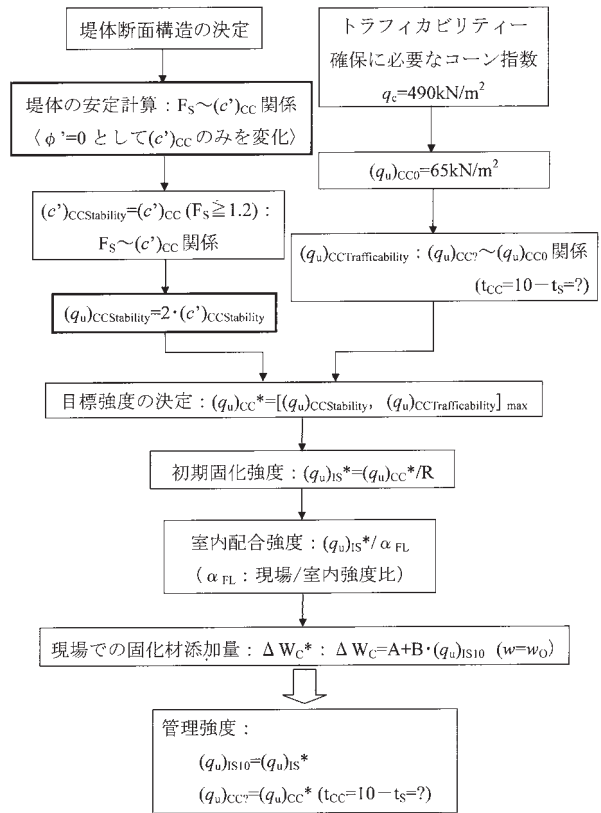 堤体断面構造の決定
堤体の安定計算：FS～(c')CC関係
〈φ'=0 として(c')CCのみを変化〉
(c')CCStability=(c')CC (FS≧1.2)：
FS～(c')CC関係
(qu)CCStability=2・(c')CCStability
トラフィカビリティー
確保に必要なコーン指数
qc=490kN/m2
(qu)CC0=65kN/m2
(qu)CCTrafficability：(qu)CC?～(qu)CC0関係
(tCC=10－tS=?)
目標強度の決定：(qu)CC*=[(qu)CCStability, (qu)CCTrafficability] max
初期固化強度：(qu)IS*=(qu)CC*/R
室内配合強度：(qu)IS*/αFL
(αFL：現場/室内強度比)
現場での固化材添加量：ΔWC*：ΔWC=A+B・(qu)IS10 (w=wO)
管理強度：
(qu)IS10=(qu)IS*
(qu)CC?=(qu)CC* (tCC=10－tS=?)